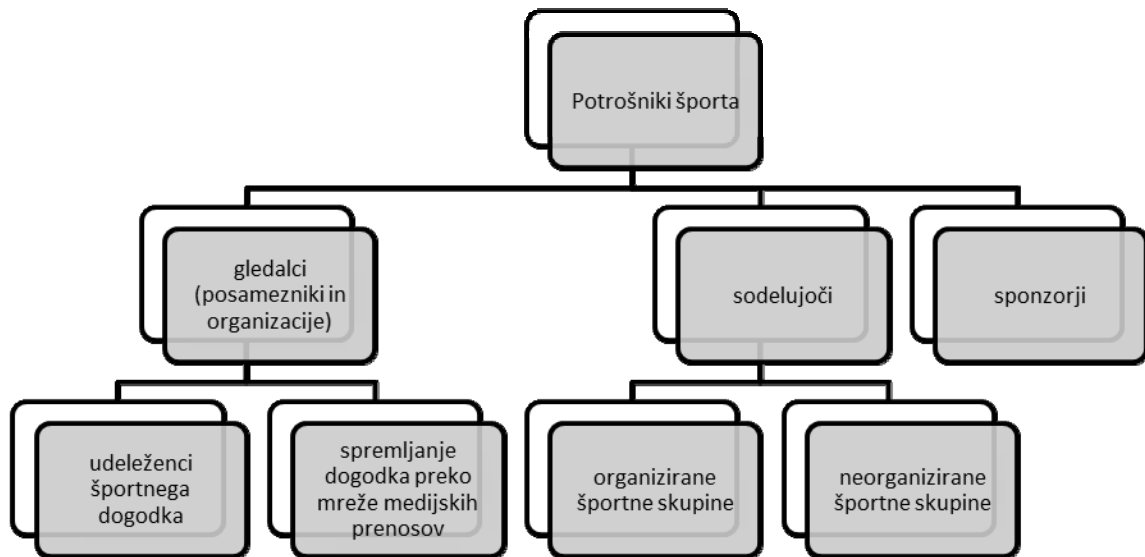 Potrošniki športa
gledalci
(posamezniki in
organizacije)
sodelujoči
sponzorji
udeleženci
športnega
dogodka
spremljanje
dogodka preko
mreže medijskih
prenosov
organizirane
športne skupine
neorganizirane
športne skupine